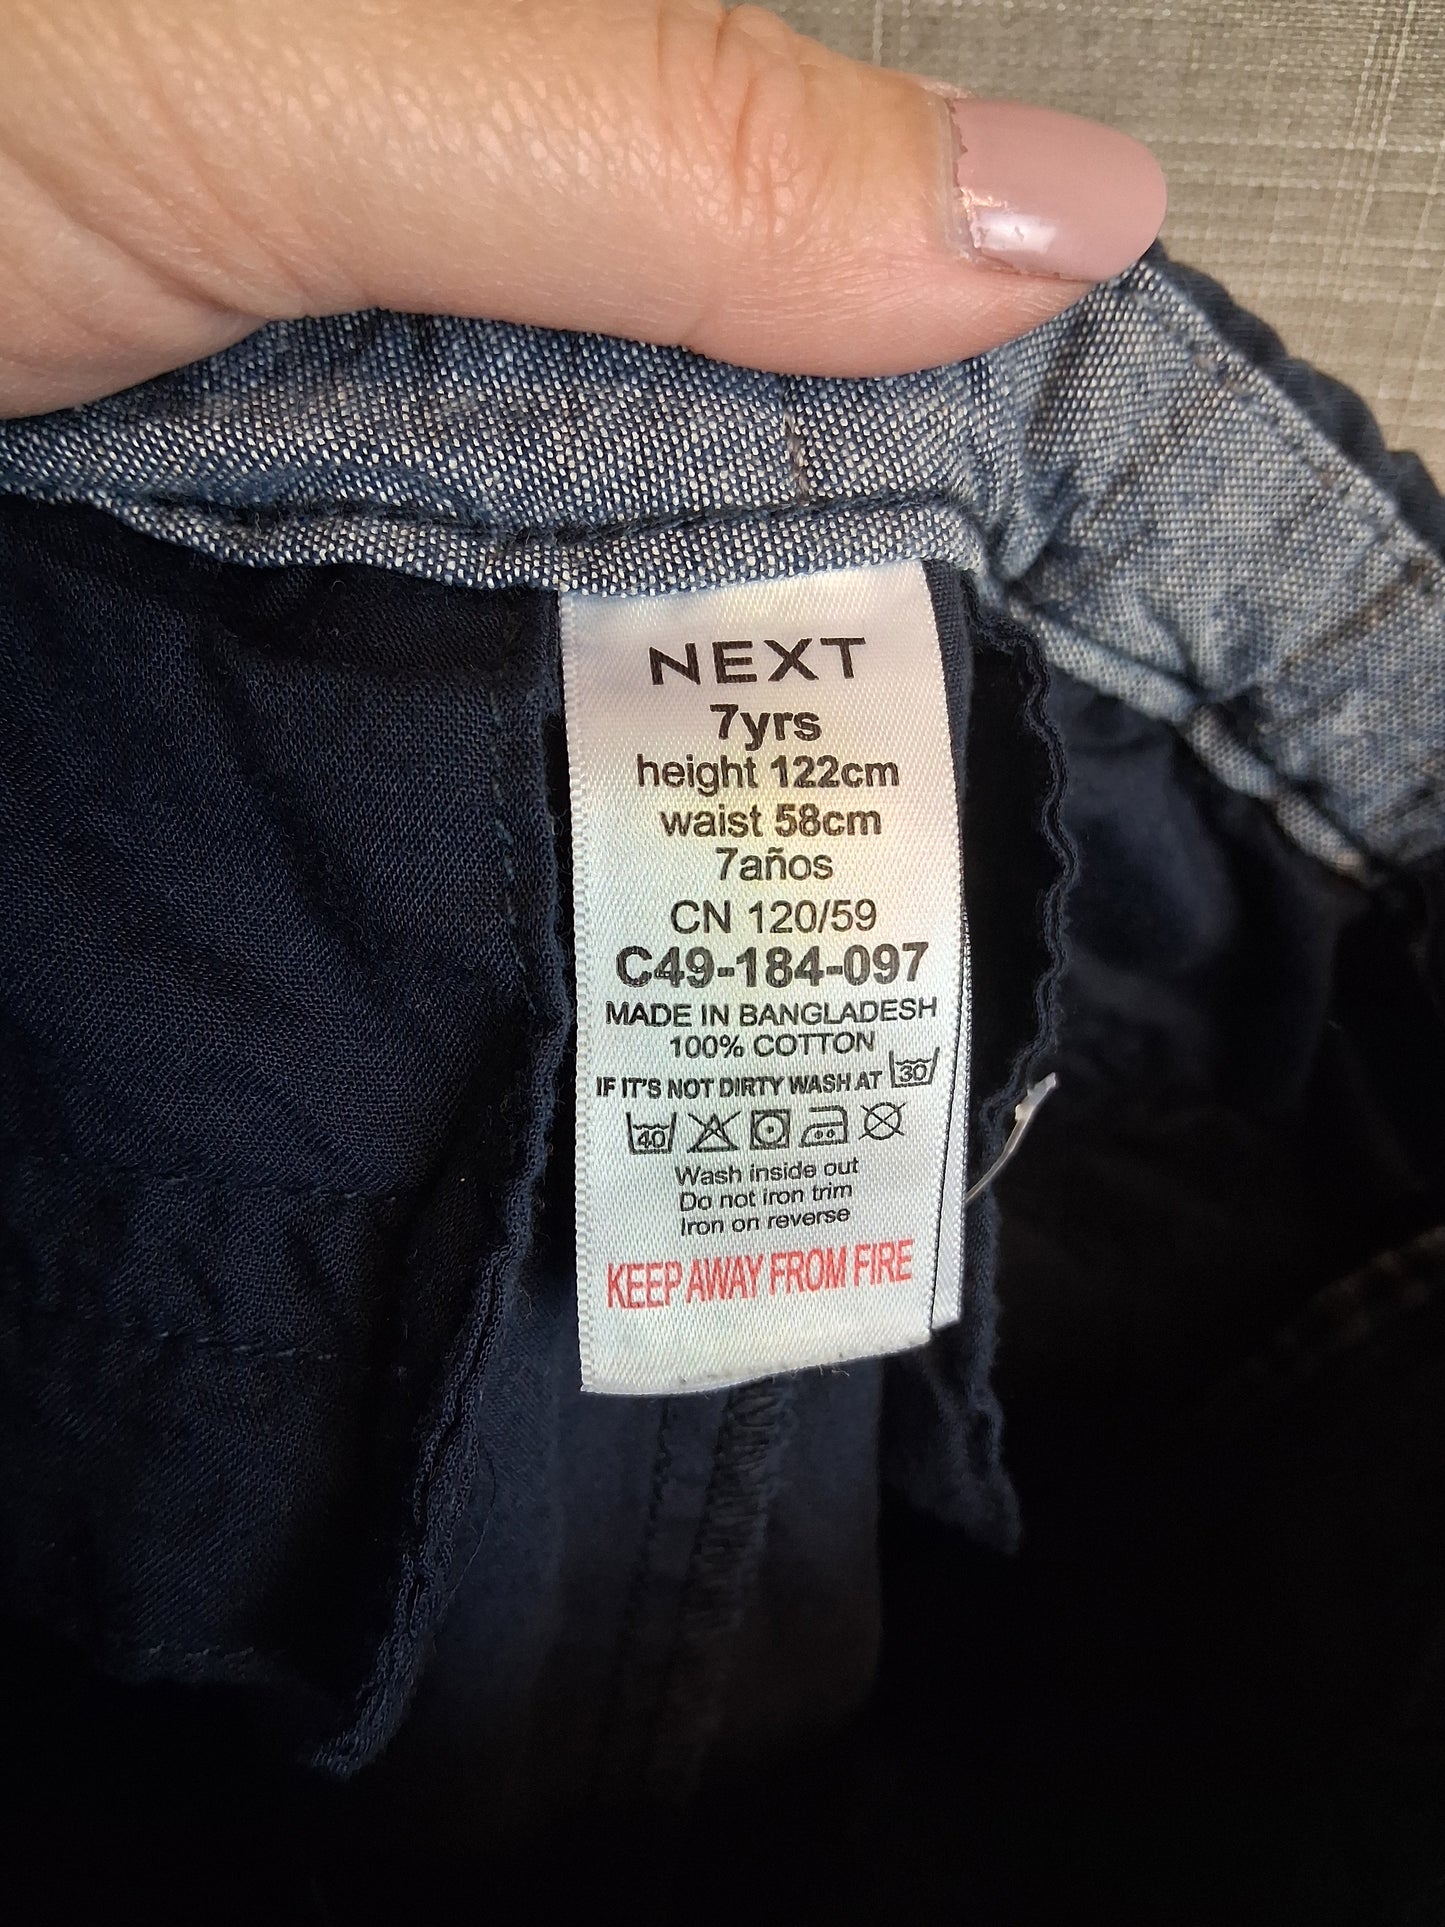 NEXT
7yrs
height 122cm
waist 58cm
7años
CN 120/59
C49-184-097
MADE IN BANGLADESH
100% COTTON
IF IT'S NOT DIRTY WASH AT 30
40
Wash inside out
Do not iron trim
Iron on reverse
KEEP AWAY FROM FIRE